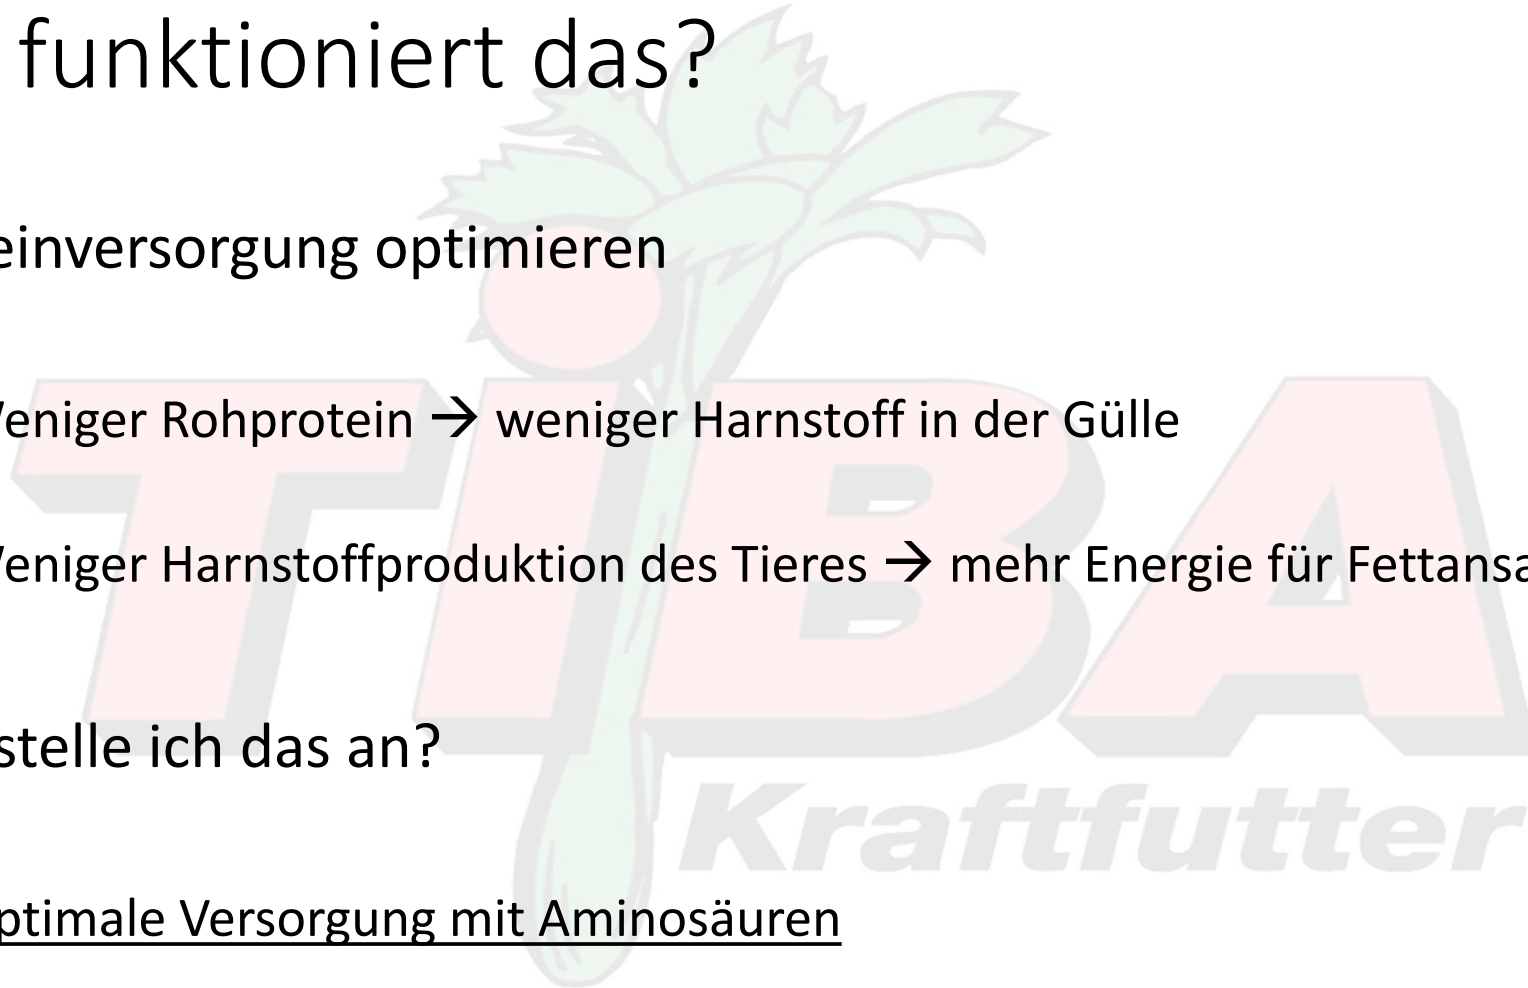 funktioniert das?
einversorgung optimieren
eniger Rohprotein → weniger Harnstoff in der Gülle
eniger Harnstoffproduktion des Tieres → mehr Energie für Fettansa
stelle ich das an?
ptimale Versorgung mit Aminosäuren
TiBA
Kraftfutter